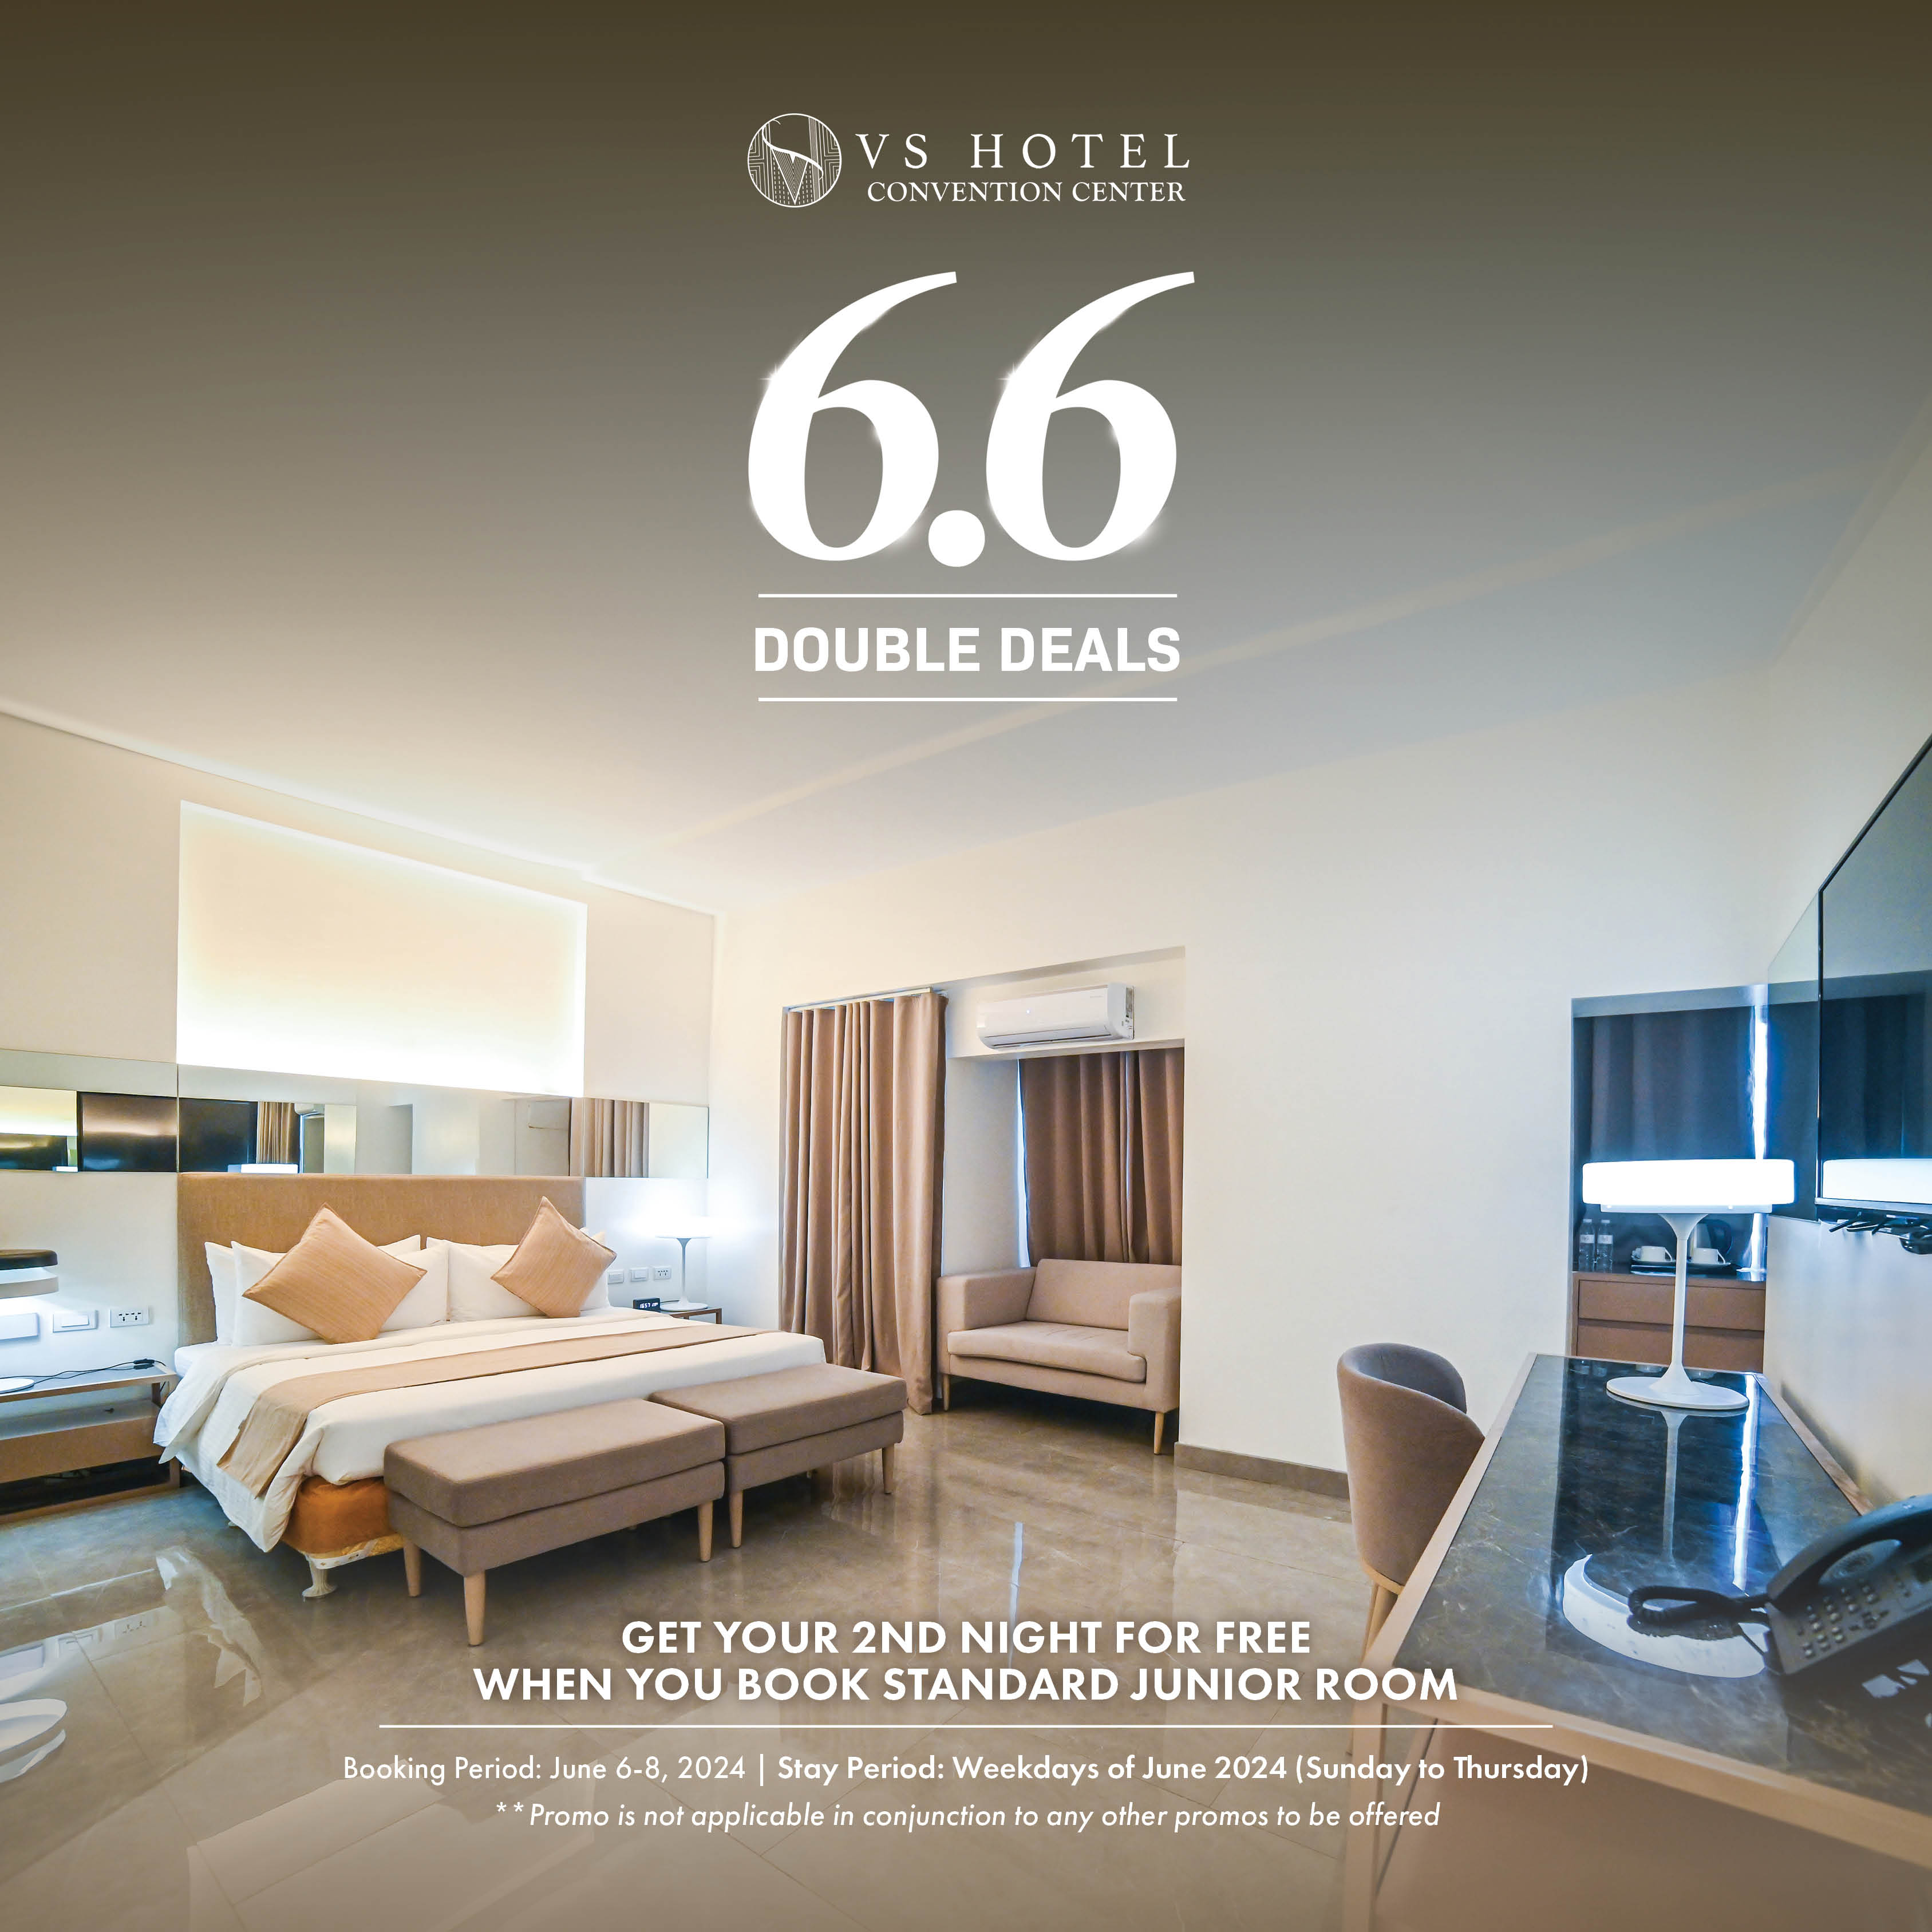 VS HOTEL
CONVENTION CENTER
6.6
DOUBLE DEALS
GET YOUR 2ND NIGHT FOR FREE
WHEN YOU BOOK STANDARD JUNIOR ROOM
Booking Period: June 6-8, 2024 | Stay Period: Weekdays of June 2024 (Sunday to Thursday)
**Promo is not applicable in conjunction to any other promos to be offered